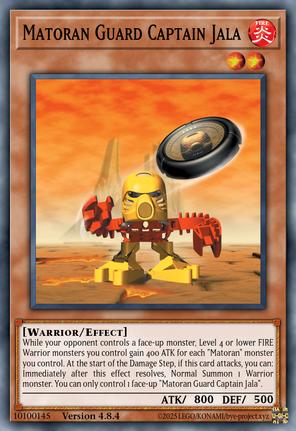 MATORAN GUARD CAPTAIN JALA
FIRE
炎
[WARRIOR/EFFECT]
While your opponent controls a face-up monster, Level 4 or lower FIRE
Warrior monsters you control gain 400 ATK for each "Matoran" monster
you control. At the start of the Damage Step, if this card attacks, you can:
Immediately after this effect resolves, Normal Summon 1 Warrior
monster. You can only control 1 face-up "Matoran Guard Captain Jala".
ATK/ 800 DEF/ 500
10100145 Version 4.8.4 ©2025 LEGO/KONAMI/bye-project.xyz